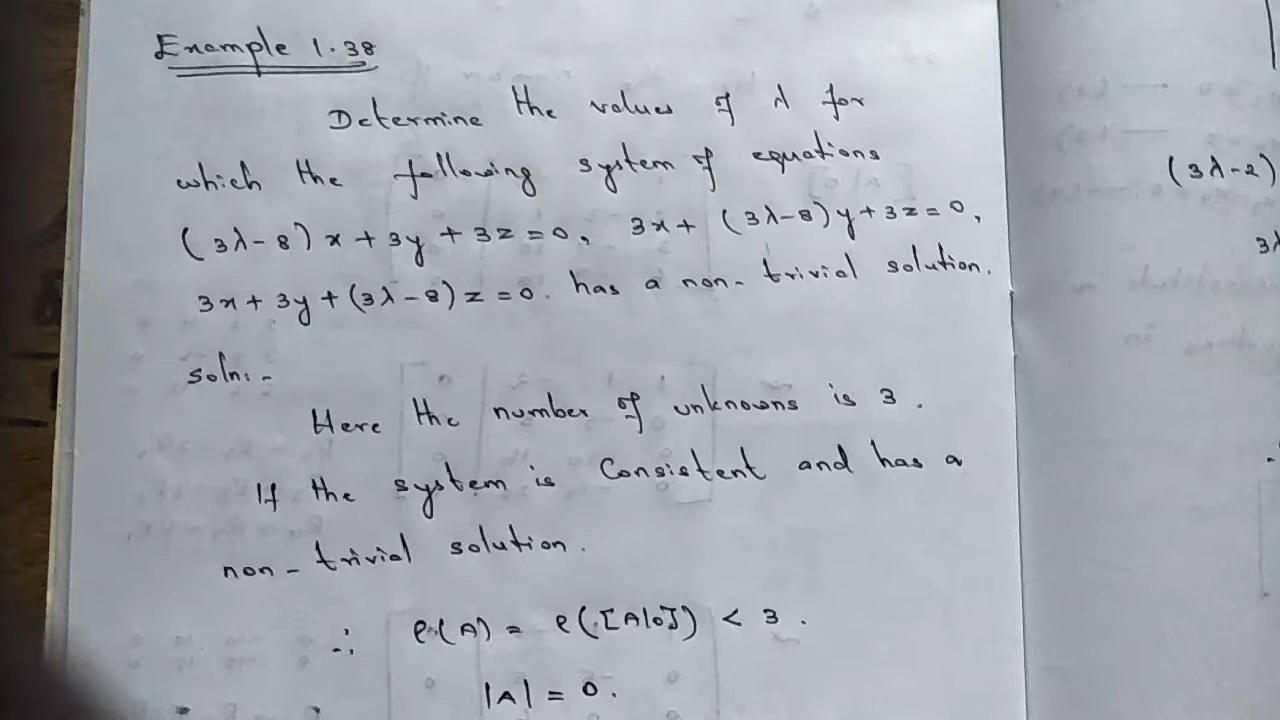 Example 1.38
Determine the values of λ for
which the following system of equations
(3λ-8)x + 3y + 3z = 0, 3x + (3λ-8)y + 3z = 0,
3x + 3y + (3λ-8)z = 0. has a non-trivial solution.
soln:-
Here the number of unknowns is 3.
If the system is Consistent and has a
non-trivial solution.
∴ ρ(A) = ρ([A|0]) < 3.
|A| = 0.
(3λ-2)
3λ